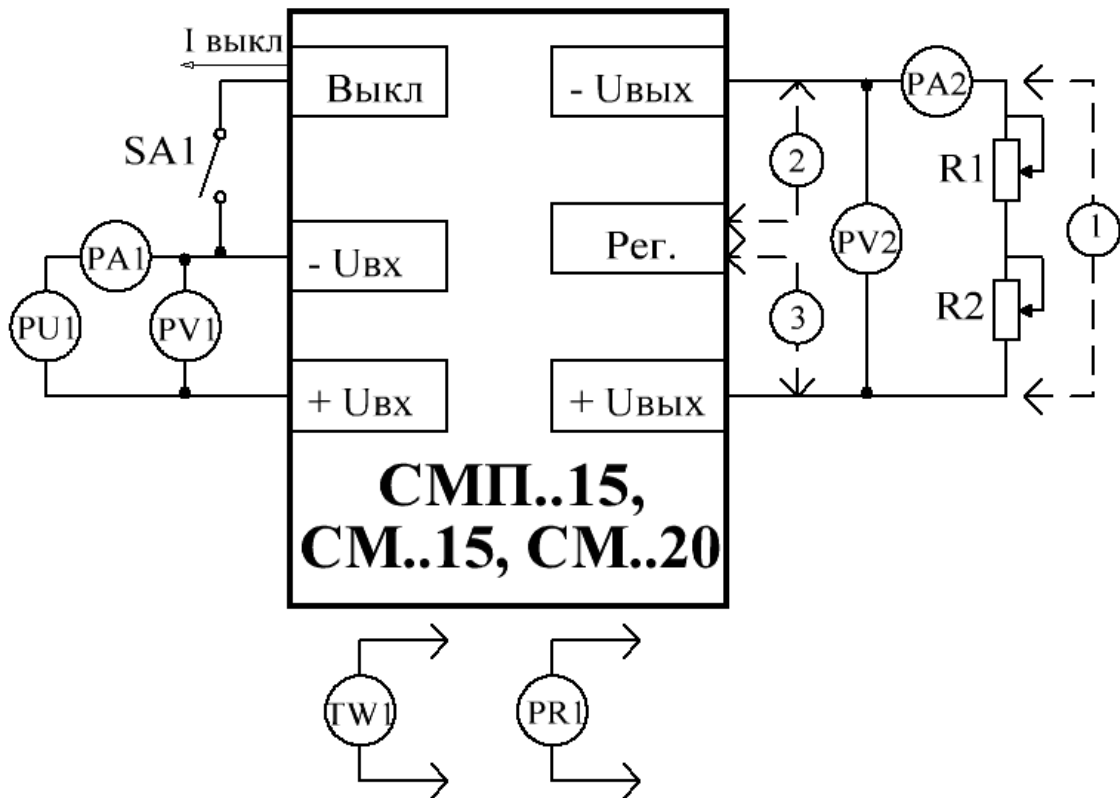 I выкл
Выкл
- Uвых
PA2
SA1
2
R1
Рег.
1
PA1
- Uвх
PV2
PU1
PV1
3
R2
+ Uвх
+ Uвых
СМП..15,
СМ..15, СМ..20
TW1
PR1